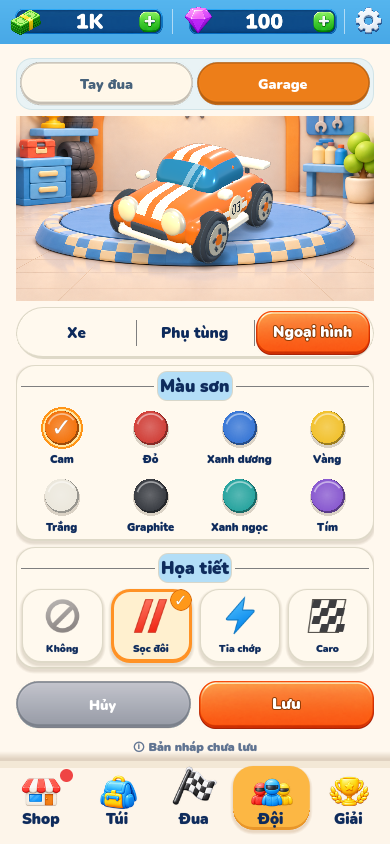 1K
100
Tay đua
Garage
03
Xe
Phụ tùng
Ngoại hình
Màu sơn
Cam
Đỏ
Xanh dương
Vàng
Trắng
Graphite
Xanh ngọc
Tím
Họa tiết
Không
Sọc đôi
Tia chớp
Caro
Hủy
Lưu
Bản nháp chưa lưu
Shop
Túi
Đua
Đội
Giải